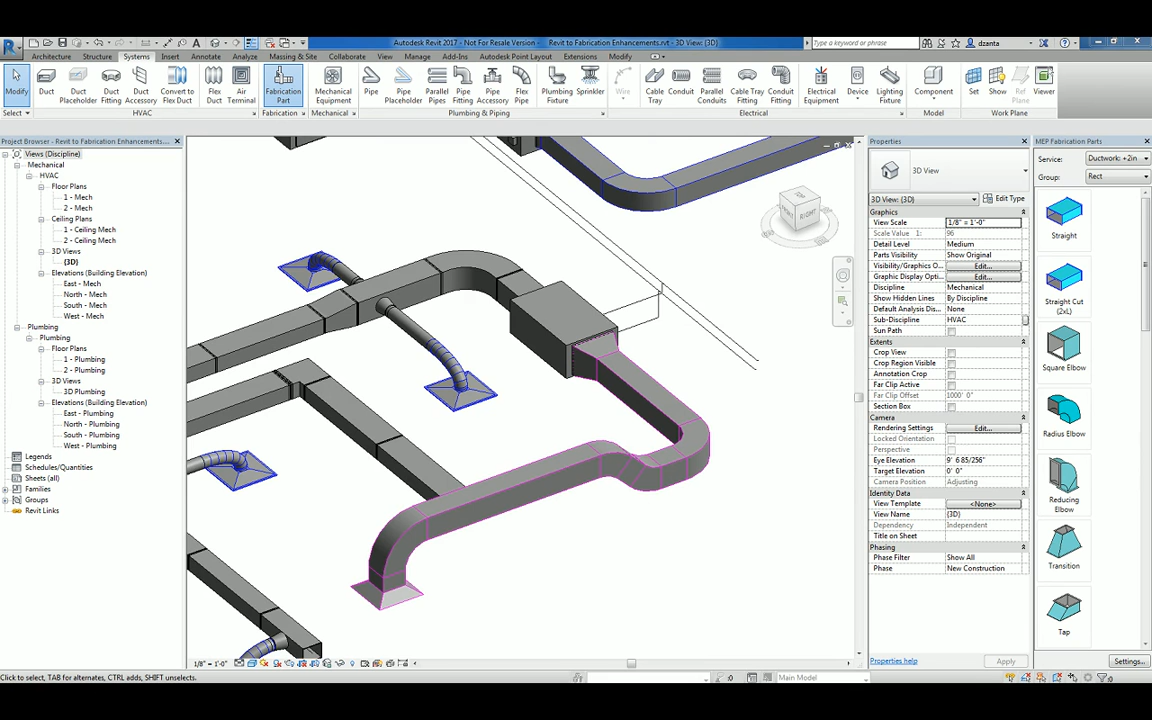 Autodesk Revit 2017 - Not For Resale Version - Revit to Fabrication Enhancements.rvt - 3D View: {3D}
Type a keyword or phrase
dzanta
Architecture Structure Systems Insert Annotate Analyze Massing & Site Collaborate View Manage Add-Ins Autodesk Point Layout Extensions Modify
Modify
Duct
Duct Placeholder
Duct Fitting
Duct Accessory
Convert to Flex Duct
Flex Duct
Air Terminal
Fabrication Part
Mechanical Equipment
Pipe
Pipe Placeholder
Parallel Pipes
Pipe Fitting
Pipe Accessory
Flex Pipe
Plumbing Fixture
Sprinkler
Wire
Cable Tray
Conduit
Parallel Conduits
Cable Tray Fitting
Conduit Fitting
Electrical Equipment
Device
Lighting Fixture
Component
Set
Show
Ref Plane
Viewer
Select HVAC Fabrication Mechanical Plumbing & Piping Electrical Model Work Plane
Project Browser - Revit to Fabrication Enhancements...
Views (Discipline)
Mechanical
HVAC
Floor Plans
1 - Mech
2 - Mech
Ceiling Plans
1 - Ceiling Mech
2 - Ceiling Mech
3D Views
{3D}
Elevations (Building Elevation)
East - Mech
North - Mech
South - Mech
West - Mech
Plumbing
Plumbing
Floor Plans
1 - Plumbing
2 - Plumbing
3D Views
3D Plumbing
Elevations (Building Elevation)
East - Plumbing
North - Plumbing
South - Plumbing
West - Plumbing
Legends
Schedules/Quantities
Sheets (all)
Families
Groups
Revit Links
FRONT
RIGHT
Properties
3D View
3D View: {3D} Edit Type
Graphics
View Scale 1/8" = 1'-0"
Scale Value 1: 96
Detail Level Medium
Parts Visibility Show Original
Visibility/Graphics O... Edit...
Graphic Display Opti... Edit...
Discipline Mechanical
Show Hidden Lines By Discipline
Default Analysis Dis... None
Sub-Discipline HVAC
Sun Path
Extents
Crop View
Crop Region Visible
Annotation Crop
Far Clip Active
Far Clip Offset 1000' 0"
Section Box
Camera
Rendering Settings Edit...
Locked Orientation
Perspective
Eye Elevation 9' 6 85/256"
Target Elevation 0' 0"
Camera Position Adjusting
Identity Data
View Template <None>
View Name {3D}
Dependency Independent
Title on Sheet
Phasing
Phase Filter Show All
Phase New Construction
Properties help Apply
MEP Fabrication Parts
Service: Ductwork: +2in
Group: Rect
Straight
Straight Cut (2xL)
Square Elbow
Radius Elbow
Reducing Elbow
Transition
Tap
Settings...
1/8" = 1'-0"
Click to select, TAB for alternates, CTRL adds, SHIFT unselects.
:0 Main Model :0